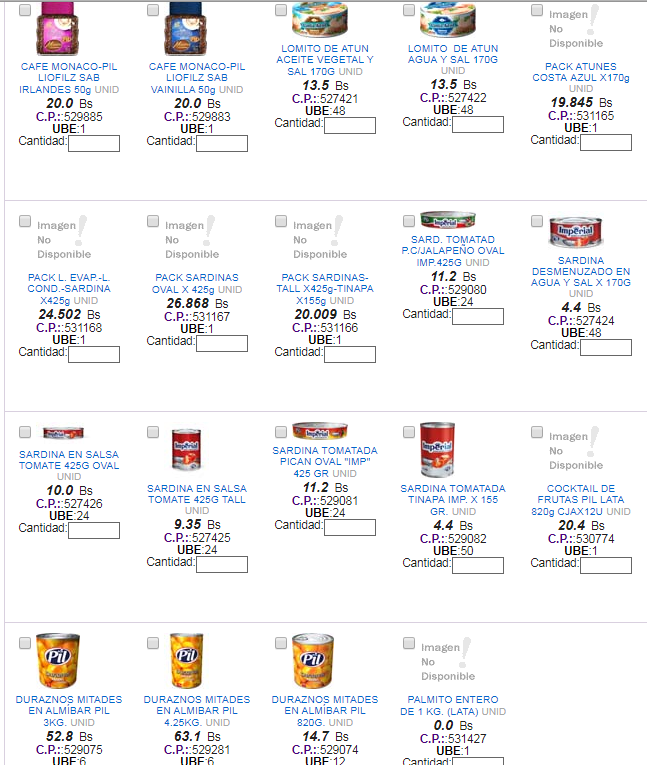 CAFE MONACO-PIL
LIOFILZ SAB
IRLANDES 50g UNID
20.0 Bs
C.P.:529885
UBE:1
Cantidad:
CAFE MONACO-PIL
LIOFILZ SAB
VAINILLA 50g UNID
20.0 Bs
C.P.:529883
UBE:1
Cantidad:
LOMITO DE ATUN
ACEITE VEGETAL Y
SAL 170G UNID
13.5 Bs
C.P.:527421
UBE:48
Cantidad:
LOMITO DE ATUN
AGUA Y SAL 170G
UNID
13.5 Bs
C.P.:527422
UBE:48
Cantidad:
Imagen
No
Disponible
PACK ATUNES
COSTA AZUL X170g
UNID
19.845 Bs
C.P.:531165
UBE:1
Cantidad:
Imagen
No
Disponible
PACK L. EVAP.-L.
COND.-SARDINA
X425g UNID
24.502 Bs
C.P.:531168
UBE:1
Cantidad:
Imagen
No
Disponible
PACK SARDINAS
OVAL X 425g UNID
26.868 Bs
C.P.:531167
UBE:1
Cantidad:
Imagen
No
Disponible
PACK SARDINAS-
TALL X425g-TINAPA
X155g UNID
20.009 Bs
C.P.:531166
UBE:1
Cantidad:
Imperial
SARD. TOMATAD
P.C/JALAPEÑO OVAL
IMP.425G UNID
11.2 Bs
C.P.:529080
UBE:24
Cantidad:
Imperial
SARDINA
DESMENUZADO EN
AGUA Y SAL X 170G
UNID
4.4 Bs
C.P.:527424
UBE:48
Cantidad:
Imperial
SARDINA EN SALSA
TOMATE 425G OVAL
UNID
10.0 Bs
C.P.:527426
UBE:24
Cantidad:
Imperial
SARDINA EN SALSA
TOMATE 425G TALL
UNID
9.35 Bs
C.P.:527425
UBE:24
Cantidad:
Imperial
SARDINA TOMATADA
PICAN OVAL "IMP"
425 GR UNID
11.2 Bs
C.P.:529081
UBE:24
Cantidad:
Imperial
SARDINA TOMATADA
TINAPA IMP. X 155
GR. UNID
4.4 Bs
C.P.:529082
UBE:50
Cantidad:
Imagen
No
Disponible
COCKTAIL DE
FRUTAS PIL LATA
820g CJAX12U UNID
20.4 Bs
C.P.:530774
UBE:1
Cantidad:
Pil
DURAZNOS MITADES
EN ALMIBAR PIL
3KG. UNID
52.8 Bs
C.P.:529075
UBE:6
Pil
DURAZNOS MITADES
EN ALMIBAR PIL
4.25KG. UNID
63.1 Bs
C.P.:529281
UBE:6
Pil
DURAZNOS MITADES
EN ALMIBAR PIL
820G. UNID
14.7 Bs
C.P.:529074
UBE:12
Imagen
No
Disponible
PALMITO ENTERO
DE 1 KG. (LATA) UNID
0.0 Bs
C.P.:531427
UBE:1
Cantidad: